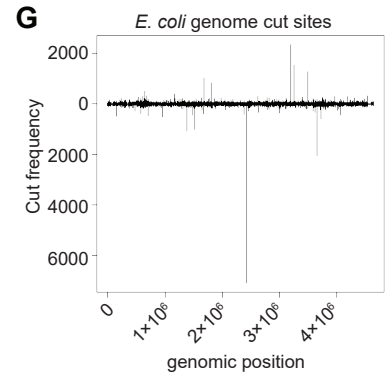 G
E. coli genome cut sites
2000
0
2000
4000
6000
Cut frequency
0
1×10⁶
2×10⁶
3×10⁶
4×10⁶
genomic position